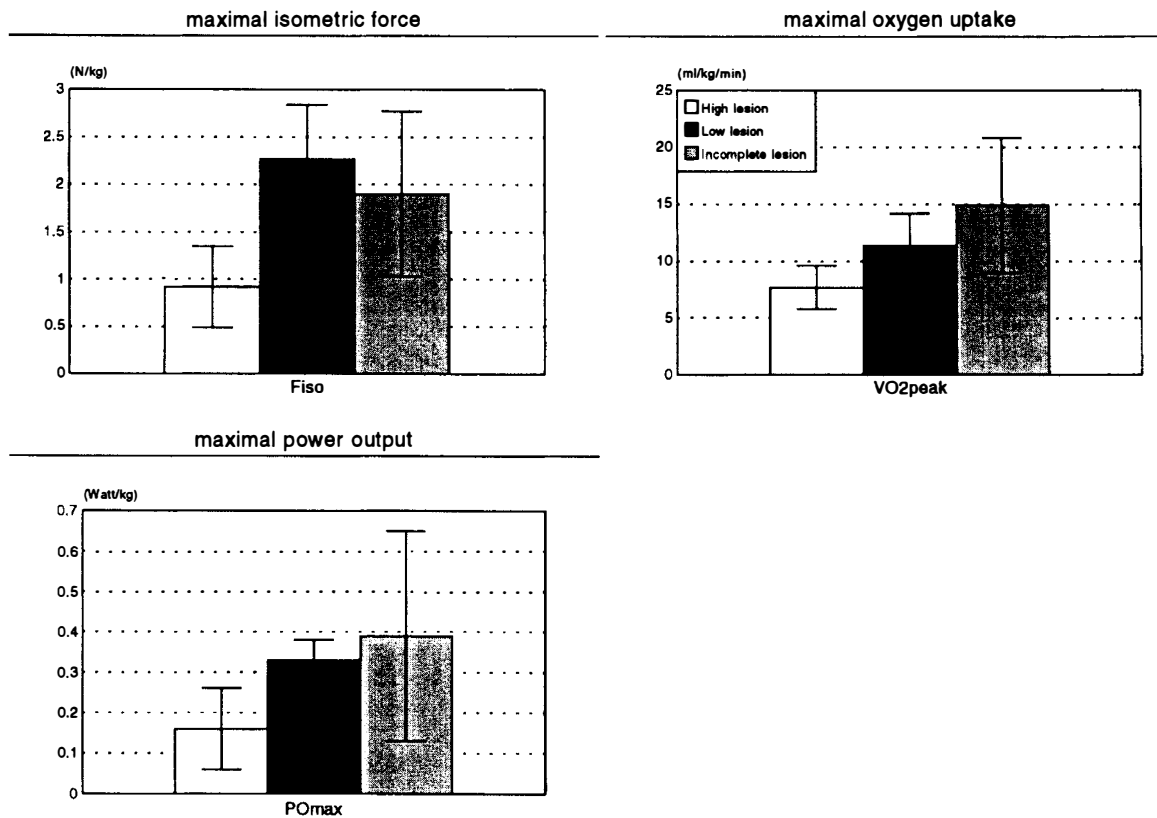 maximal isometric force
(N/kg)
3
2.5
2
1.5
1
0.5
0
Fiso
maximal oxygen uptake
(ml/kg/min)
25
20
15
10
5
0
High lesion
Low lesion
Incomplete lesion
VO2peak
maximal power output
(Watt/kg)
0.7
0.6
0.5
0.4
0.3
0.2
0.1
0
POmax